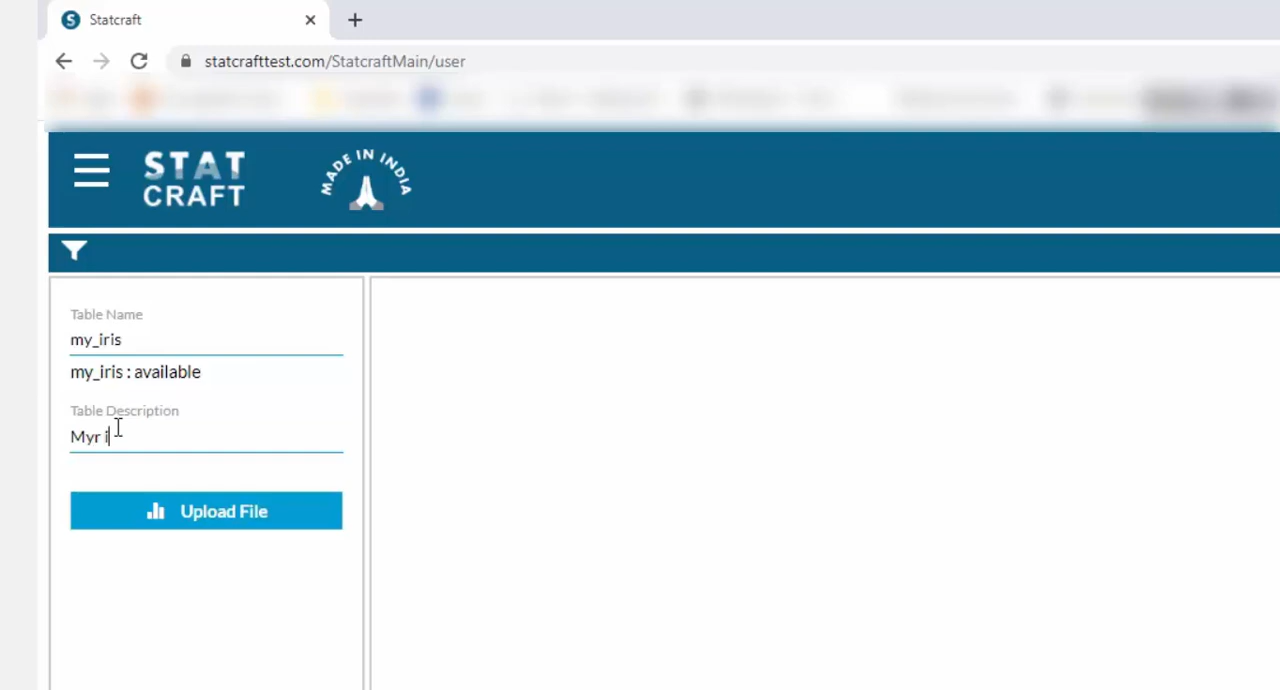 Statcraft
statcrafttest.com/StatcraftMain/user
STAT
CRAFT
MADE IN INDIA
Table Name
my_iris
my_iris : available
Table Description
Myr i
Upload File